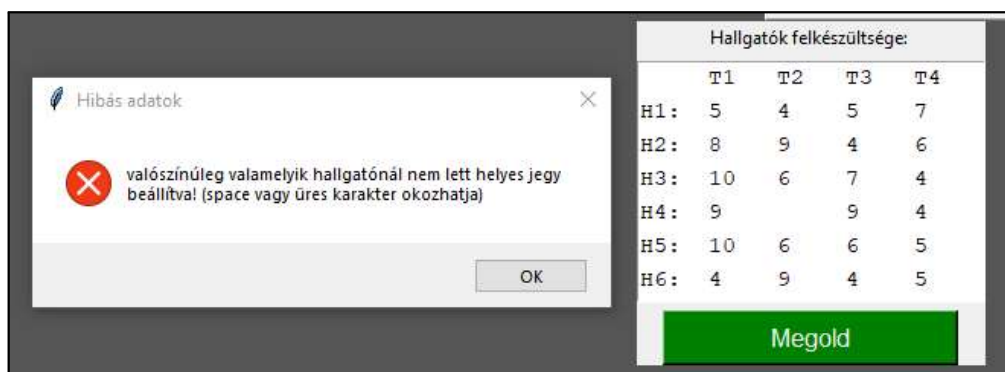 Hibás adatok
valószínúleg valamelyik hallgatónál nem lett helyes jegy
beállítva! (space vagy üres karakter okozhatja)
OK
Hallgatók felkészültsége:
T1 T2 T3 T4
H1: 5 4 5 7
H2: 8 9 4 6
H3: 10 6 7 4
H4: 9 9 4
H5: 10 6 6 5
H6: 4 9 4 5
Megold